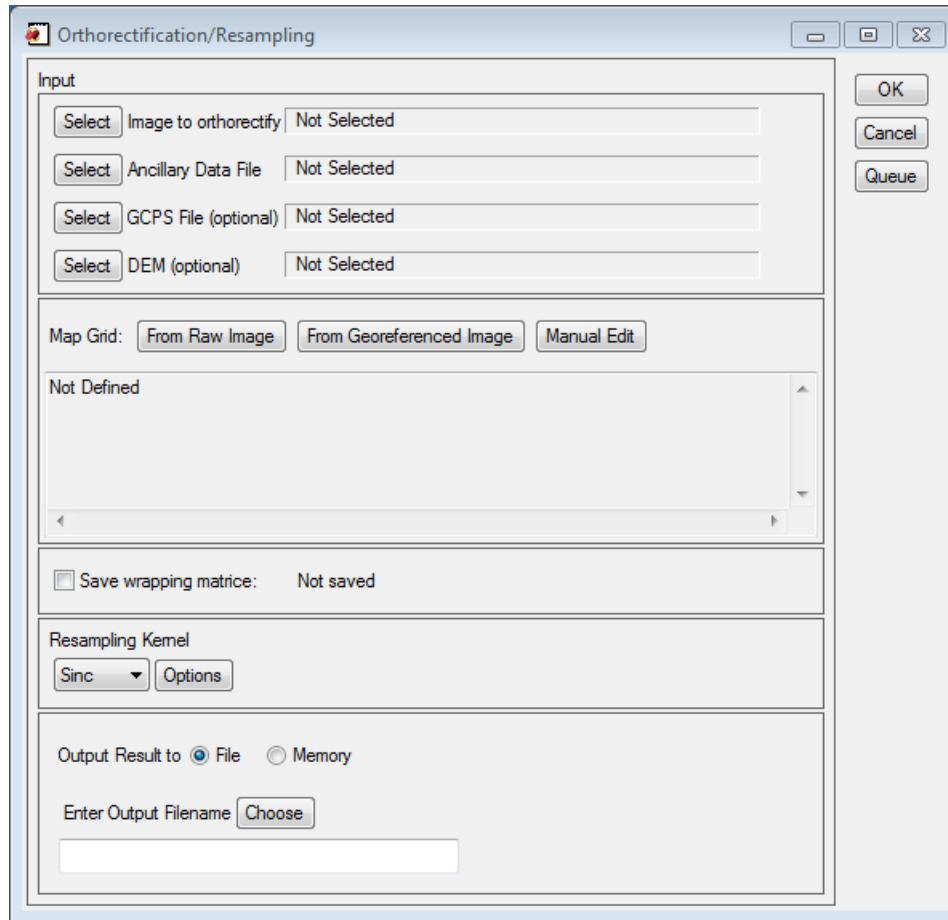 Orthorectification/Resampling
Input
OK
Select Image to orthorectify Not Selected
Cancel
Select Ancillary Data File Not Selected
Queue
Select GCPS File (optional) Not Selected
Select DEM (optional) Not Selected
Map Grid: From Raw Image From Georeferenced Image Manual Edit
Not Defined
Save wrapping matrice: Not saved
Resampling Kernel
Sinc Options
Output Result to File Memory
Enter Output Filename Choose